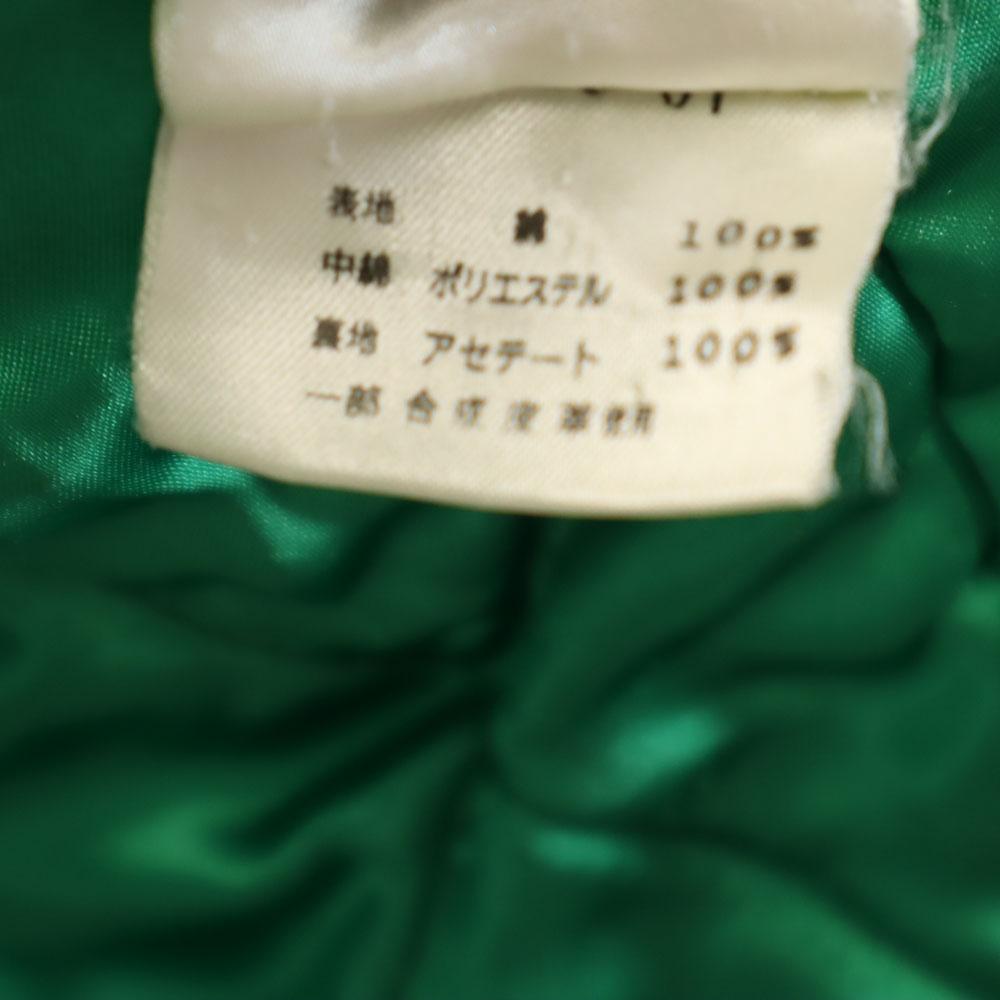 表地 綿 100%
中綿 ポリエステル 100%
裏地 アセテート 100%
一部 合成皮革使用